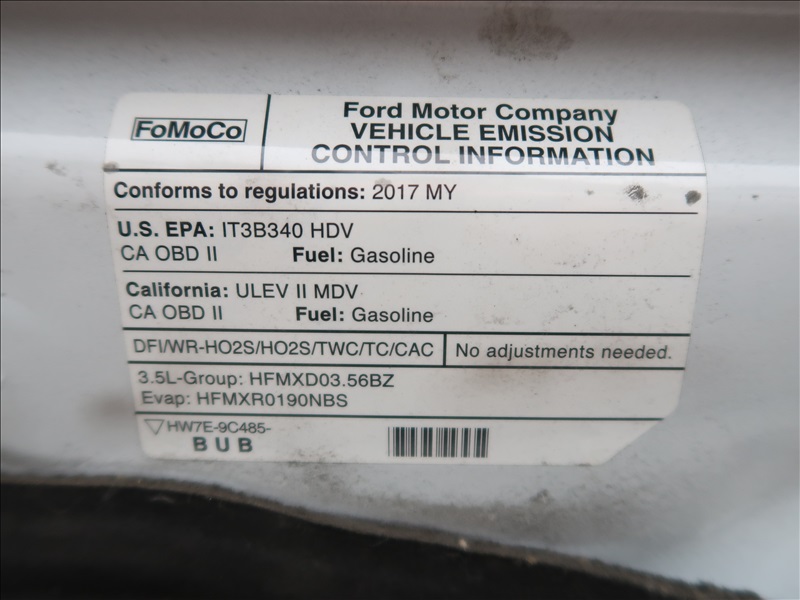 FoMoCo
Ford Motor Company
VEHICLE EMISSION
CONTROL INFORMATION
Conforms to regulations: 2017 MY
U.S. EPA: IT3B340 HDV
CA OBD II Fuel: Gasoline
California: ULEV II MDV
CA OBD II Fuel: Gasoline
DFI/WR-HO2S/HO2S/TWC/TC/CAC No adjustments needed.
3.5L-Group: HFMXD03.56BZ
Evap: HFMXR0190NBS
HW7E-9C485-
BUB